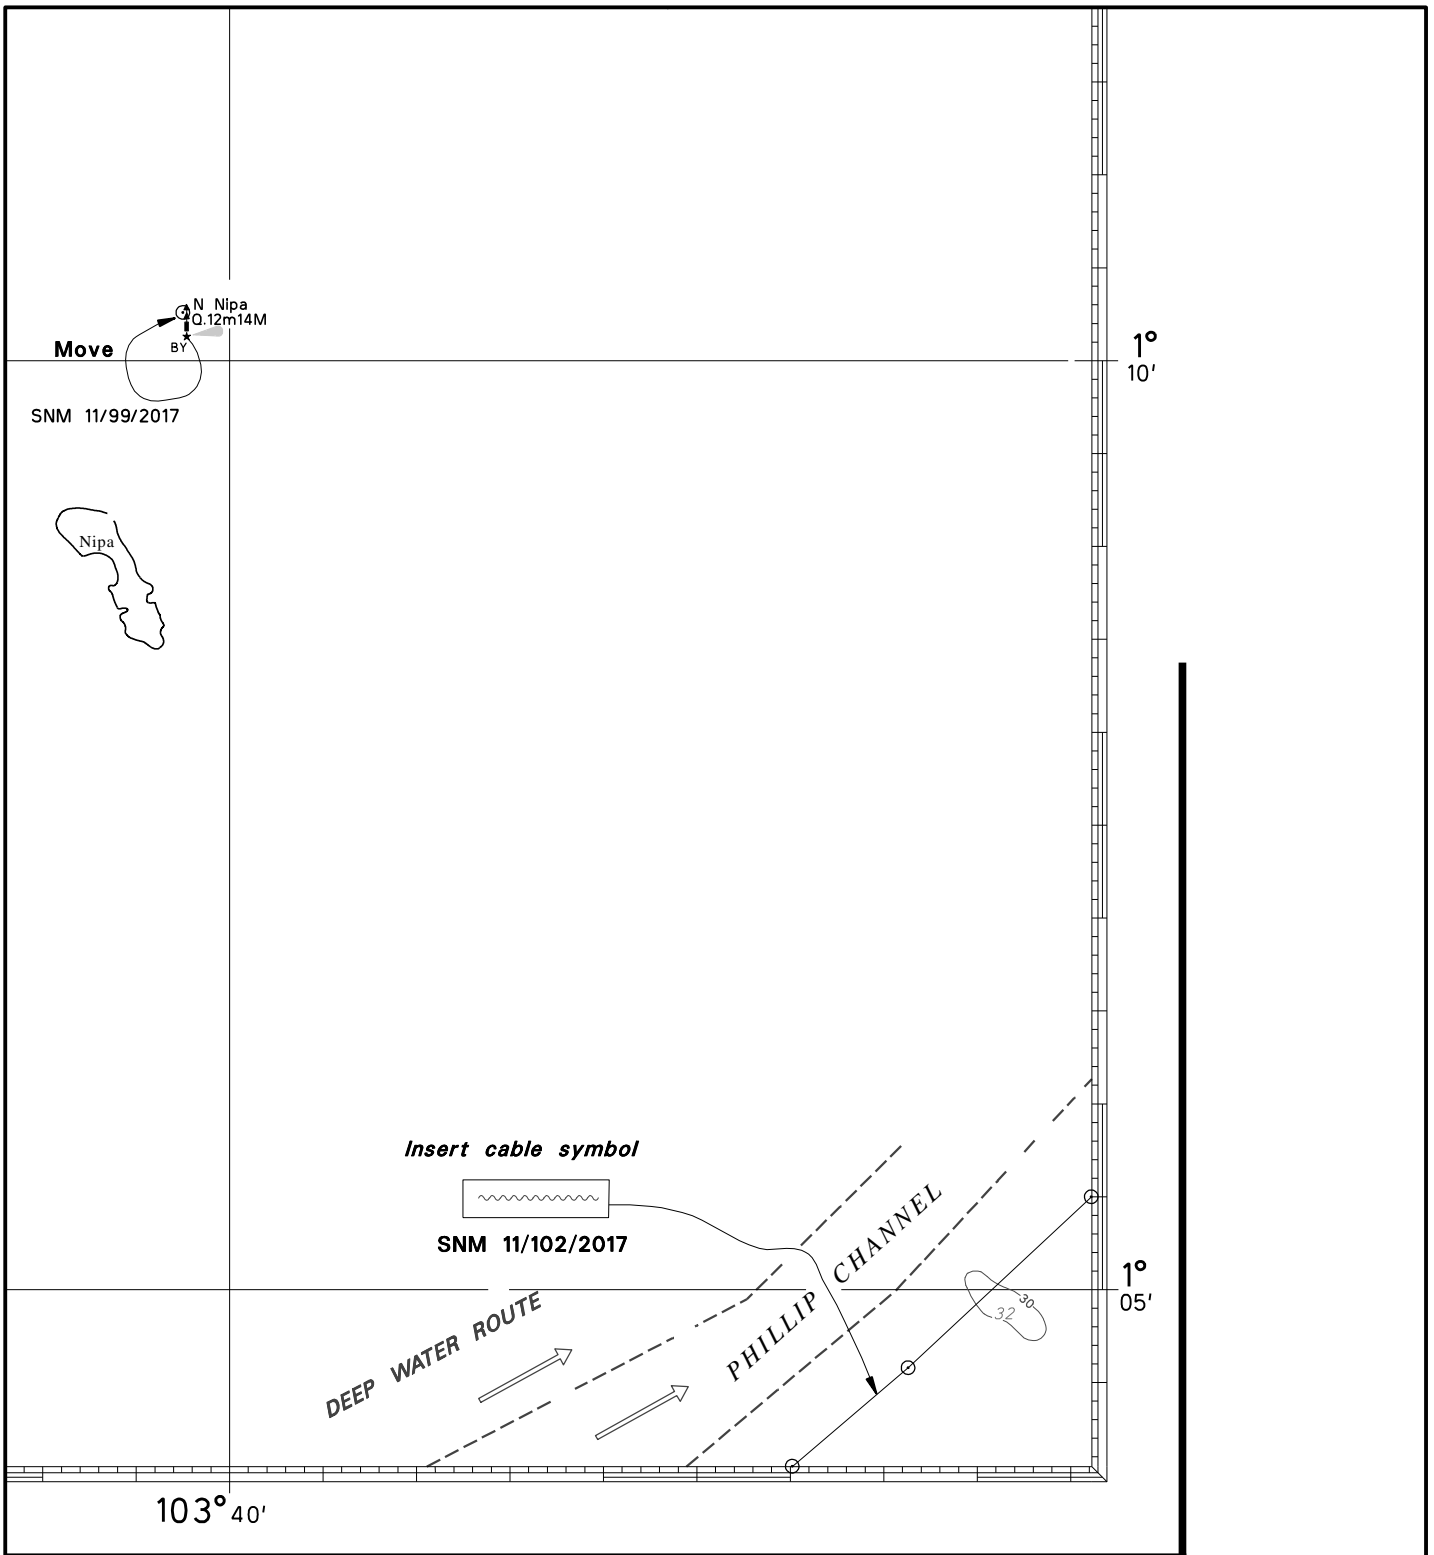 N Nipa
Q.12m14M
BY
Move
SNM 11/99/2017
1°
10'
Nipa
Insert cable symbol
SNM 11/102/2017
PHILLIP CHANNEL
1°
05'
30
32
DEEP WATER ROUTE
103°40'